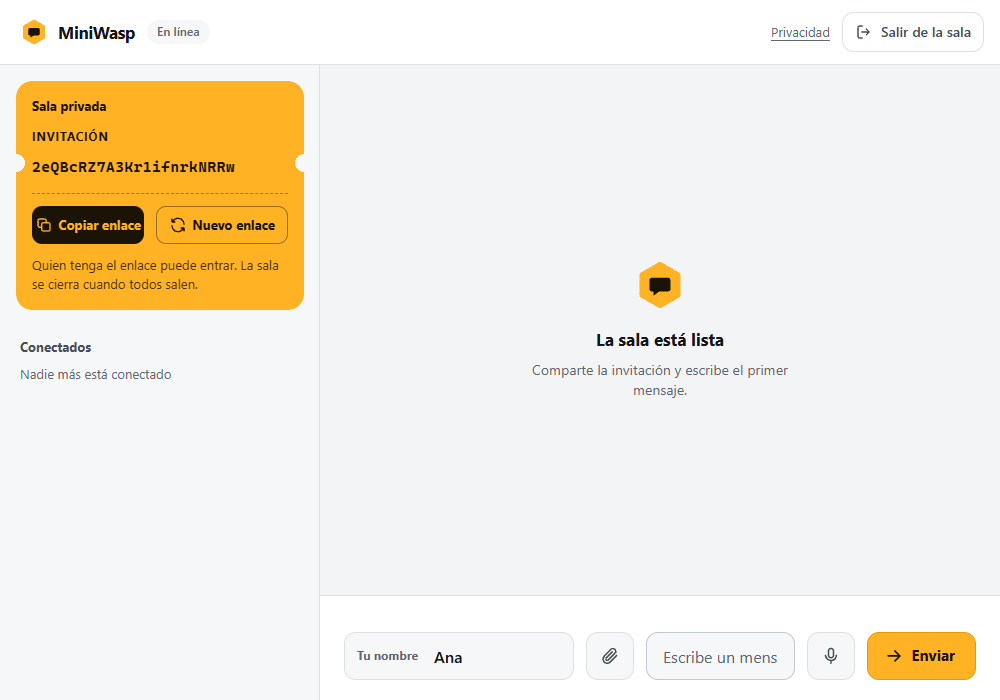 MiniWasp
En línea
Privacidad
Salir de la sala
Sala privada
INVITACIÓN
2eQBcRZ7A3Kr1ifnrkNRRw
Copiar enlace
Nuevo enlace
Quien tenga el enlace puede entrar. La sala
se cierra cuando todos salen.
Conectados
Nadie más está conectado
La sala está lista
Comparte la invitación y escribe el primer
mensaje.
Tu nombre
Ana
Escribe un mens
Enviar